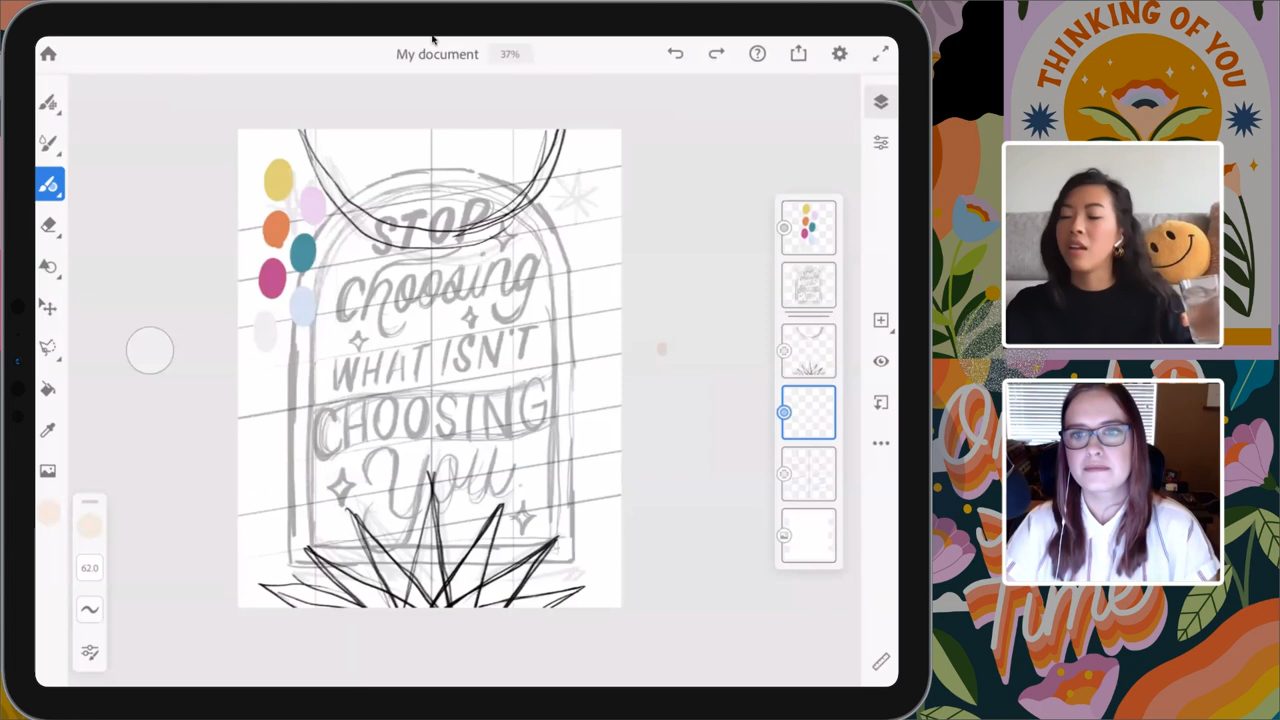 My document
37%
STOP
Choosing
WHAT ISN'T
CHOOSING
You
62.0
THINKING OF YOU
Time